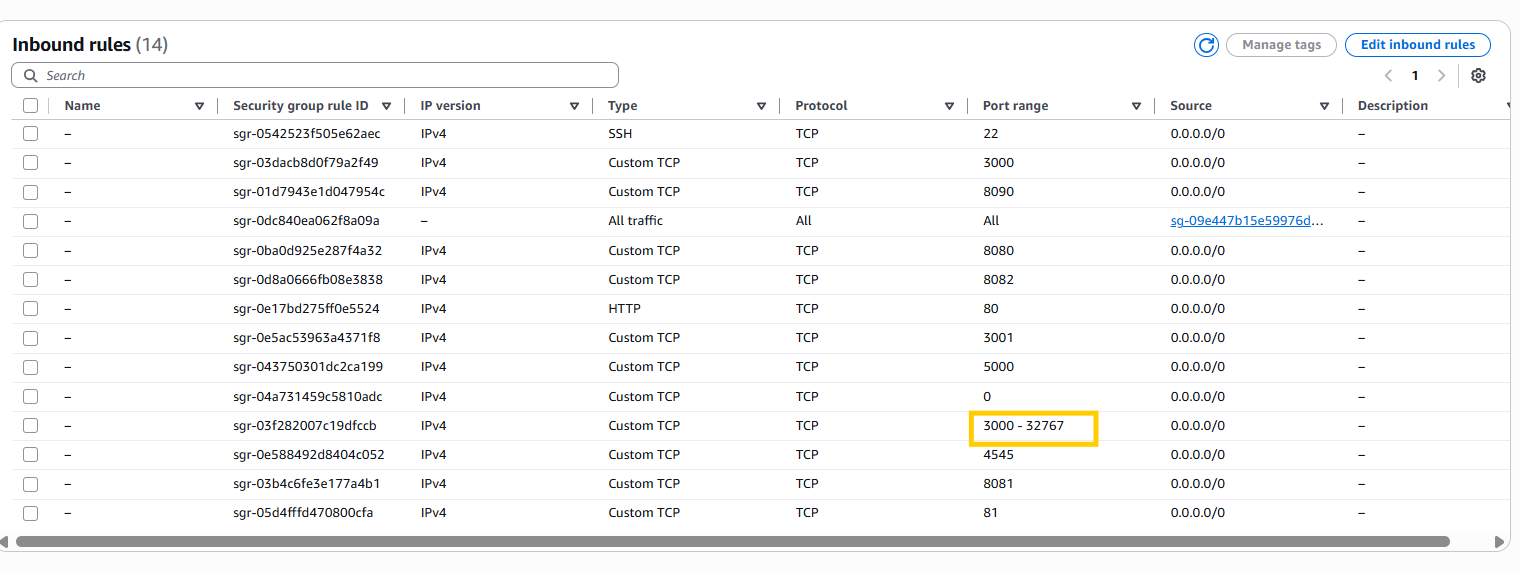 Inbound rules (14)
Manage tags
Edit inbound rules
Search
1
Name Security group rule ID IP version Type Protocol Port range Source Description
– sgr-0542523f505e62aec IPv4 SSH TCP 22 0.0.0.0/0 –
– sgr-03dacb8d0f79a2f49 IPv4 Custom TCP TCP 3000 0.0.0.0/0 –
– sgr-01d7943e1d047954c IPv4 Custom TCP TCP 8090 0.0.0.0/0 –
– sgr-0dc840ea062f8a09a – All traffic All All sg-09e447b15e59976d... –
– sgr-0ba0d925e287f4a32 IPv4 Custom TCP TCP 8080 0.0.0.0/0 –
– sgr-0d8a0666fb08e3838 IPv4 Custom TCP TCP 8082 0.0.0.0/0 –
– sgr-0e17bd275ff0e5524 IPv4 HTTP TCP 80 0.0.0.0/0 –
– sgr-0e5ac53963a4371f8 IPv4 Custom TCP TCP 3001 0.0.0.0/0 –
– sgr-043750301dc2ca199 IPv4 Custom TCP TCP 5000 0.0.0.0/0 –
– sgr-04a731459c5810adc IPv4 Custom TCP TCP 0 0.0.0.0/0 –
– sgr-03f282007c19dfccb IPv4 Custom TCP TCP 3000 - 32767 0.0.0.0/0 –
– sgr-0e588492d8404c052 IPv4 Custom TCP TCP 4545 0.0.0.0/0 –
– sgr-03b4c6fe3e177a4b1 IPv4 Custom TCP TCP 8081 0.0.0.0/0 –
– sgr-05d4fffd470800cfa IPv4 Custom TCP TCP 81 0.0.0.0/0 –